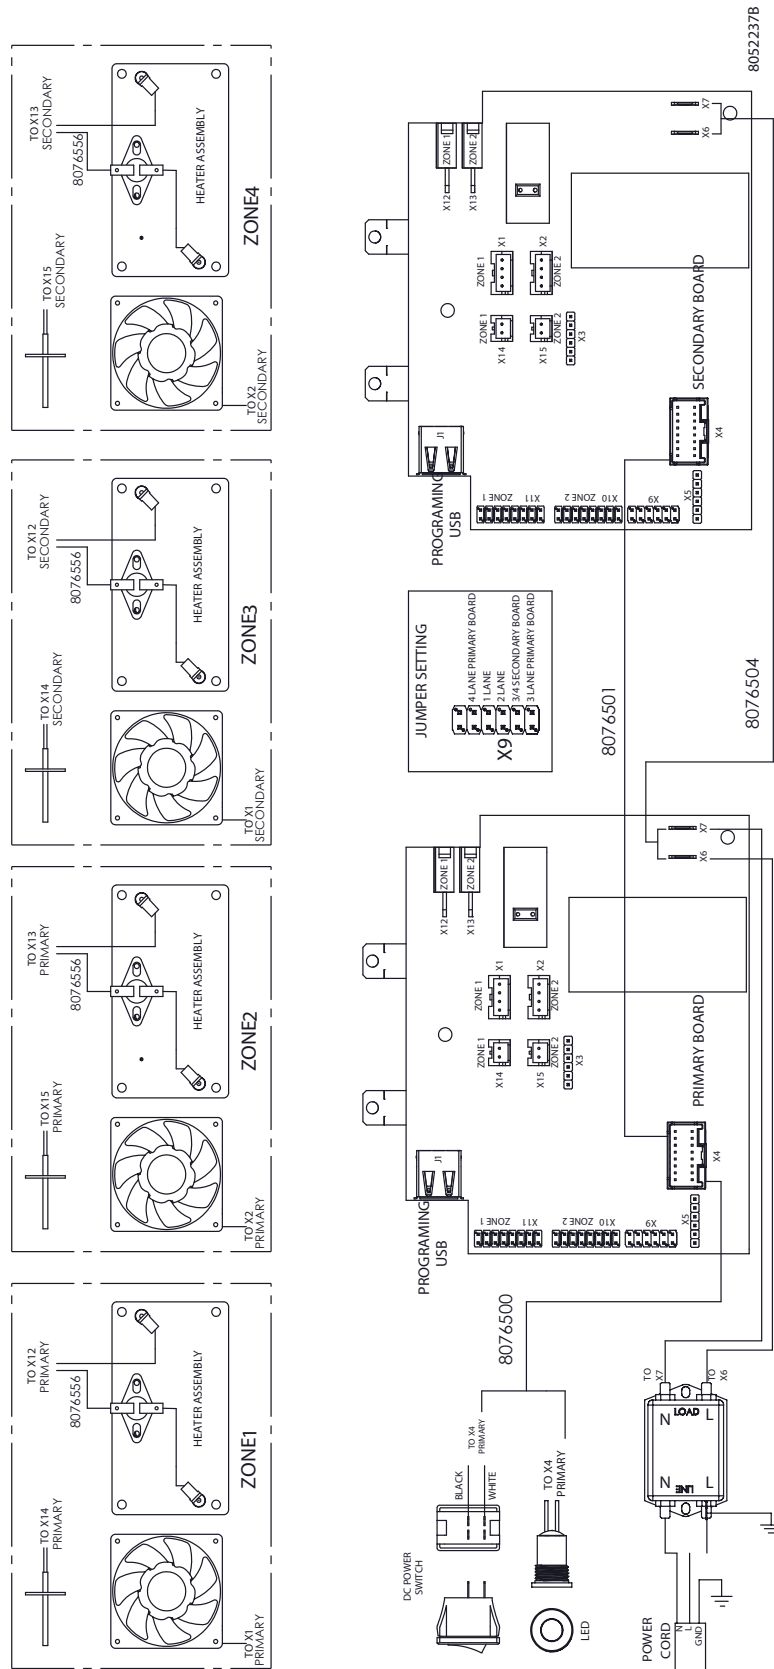 8052237B
TO X13
SECONDARY
8076556
TO X15
SECONDARY
HEATER ASSEMBLY
ZONE4
TO X2
SECONDARY
TO X12
SECONDARY
8076556
TO X14
SECONDARY
HEATER ASSEMBLY
ZONE3
TO X1
SECONDARY
TO X13
PRIMARY
8076556
TO X15
PRIMARY
HEATER ASSEMBLY
ZONE2
TO X2
PRIMARY
TO X12
PRIMARY
8076556
TO X14
PRIMARY
HEATER ASSEMBLY
ZONE1
TO X1
PRIMARY
X12
ZONE 1
X13
ZONE 2
X7
X6
ZONE 1
X1
X2
ZONE 2
ZONE 1
X14
X15
ZONE 2
X3
SECONDARY BOARD
J1
PROGRAMING
USB
ZONE 1
X11
ZONE 2
X10
X9
X5
X4
JUMPER SETTING
4 LANE PRIMARY BOARD
1 LANE
2 LANE
3/4 SECONDARY BOARD
3 LANE PRIMARY BOARD
X9
8076501
8076504
X12
ZONE 1
X13
ZONE 2
X7
X6
ZONE 1
X1
X2
ZONE 2
ZONE 1
X14
X15
ZONE 2
X3
PRIMARY BOARD
J1
PROGRAMING
USB
ZONE 1
X11
ZONE 2
X10
X9
X5
X4
8076500
DC POWER
SWITCH
BLACK
WHITE
TO X4
PRIMARY
LED
TO X4
PRIMARY
TO
X7
TO
X6
N
LOAD
L
N
LINE
L
POWER
CORD
N
L
GND